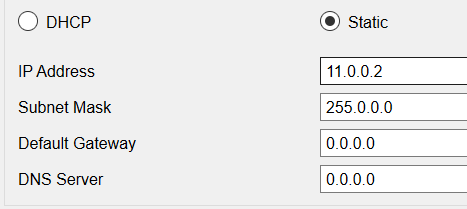 DHCP Static
IP Address 11.0.0.2
Subnet Mask 255.0.0.0
Default Gateway 0.0.0.0
DNS Server 0.0.0.0